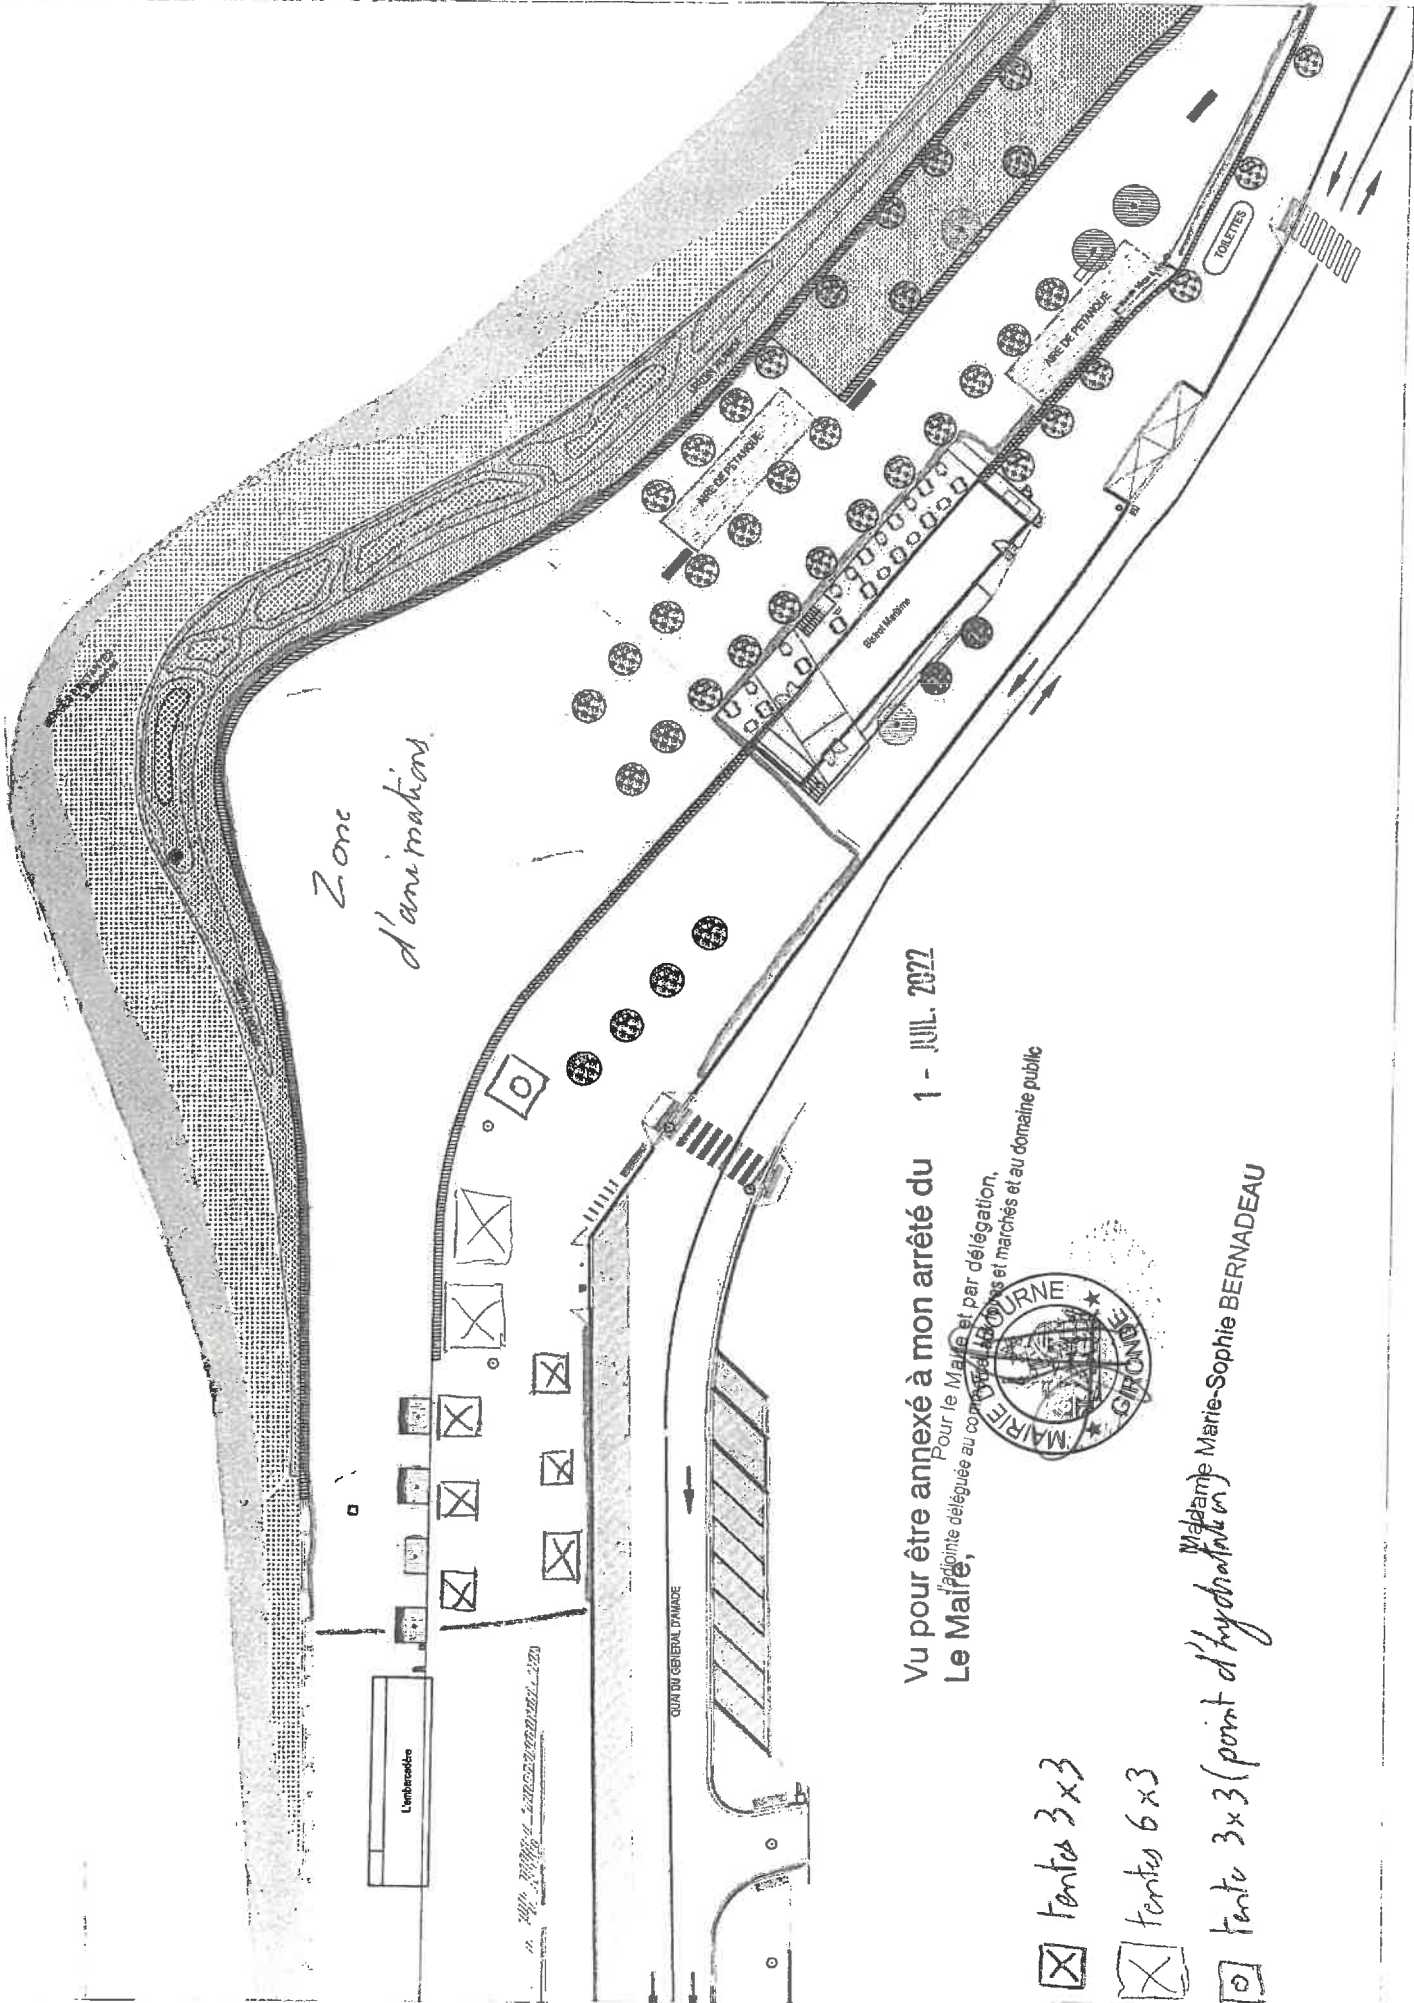 Zone
d'animations
AIRE DE PETANQUE
AIRE DE PETANQUE
TOILETTES
Bistrot Maritime
L'embarcadère
QUAI DU GENERAL D'AMADE
Vu pour être annexé à mon arrêté du 1 - JUIL. 2022
Le Maire,
Pour le Maire et par délégation,
l'adjointe déléguée au et marchés et au domaine public
MAIRIE DE LIBOURNE
★ GIRONDE ★
Madame Marie-Sophie BERNADEAU
Tentes 3x3
Tentes 6x3
Tente 3x3 (point d'hydratation)